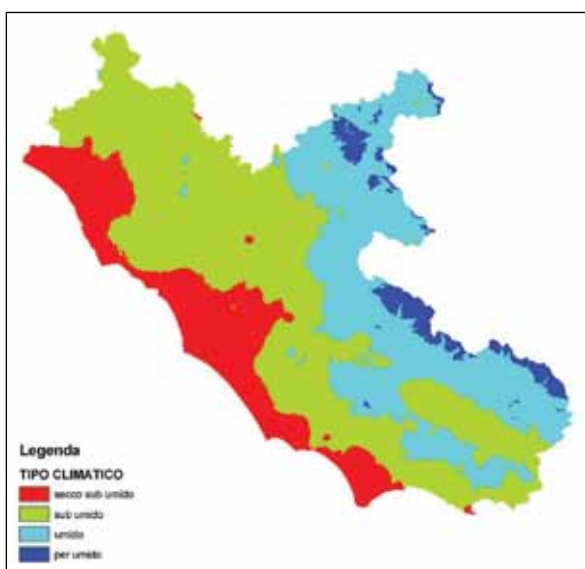 Legenda
TIPO CLIMATICO
secco sub umido
sub umido
umido
per umido